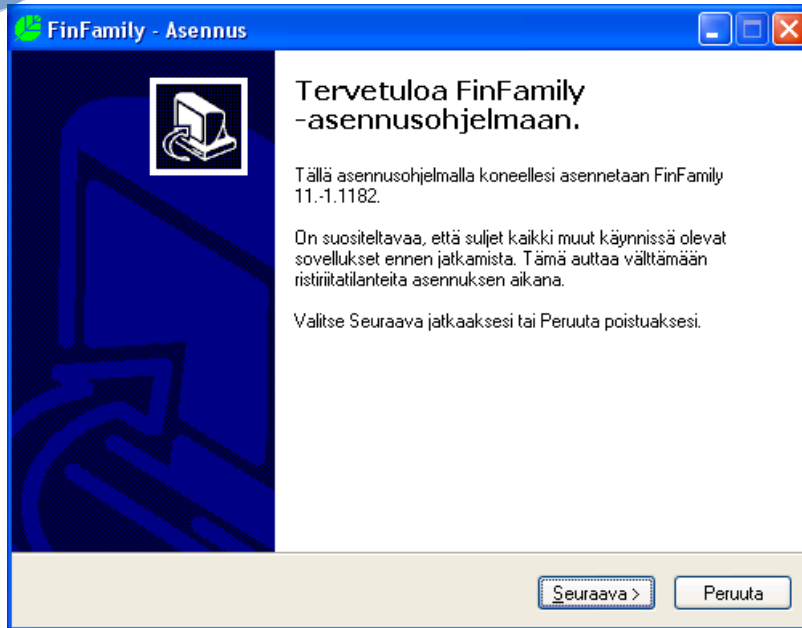 FinFamily - Asennus
Tervetuloa FinFamily
-asennusohjelmaan.
Tällä asennusohjelmalla koneellesi asennetaan FinFamily
11.-1.1182.
On suositeltavaa, että suljet kaikki muut käynnissä olevat
sovellukset ennen jatkamista. Tämä auttaa välttämään
ristiriitatilanteita asennuksen aikana.
Valitse Seuraava jatkaaksesi tai Peruuta poistuaksesi.
Seuraava >
Peruuta